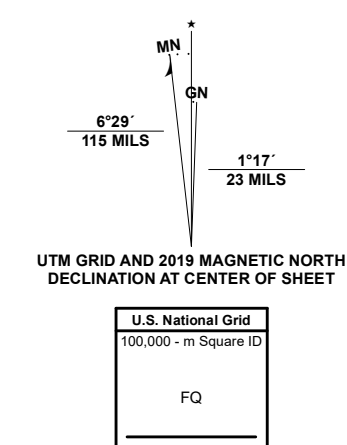 MN
GN
6°29´
115 MILS
1°17´
23 MILS
UTM GRID AND 2019 MAGNETIC NORTH
DECLINATION AT CENTER OF SHEET
U.S. National Grid
100,000 - m Square ID
FQ